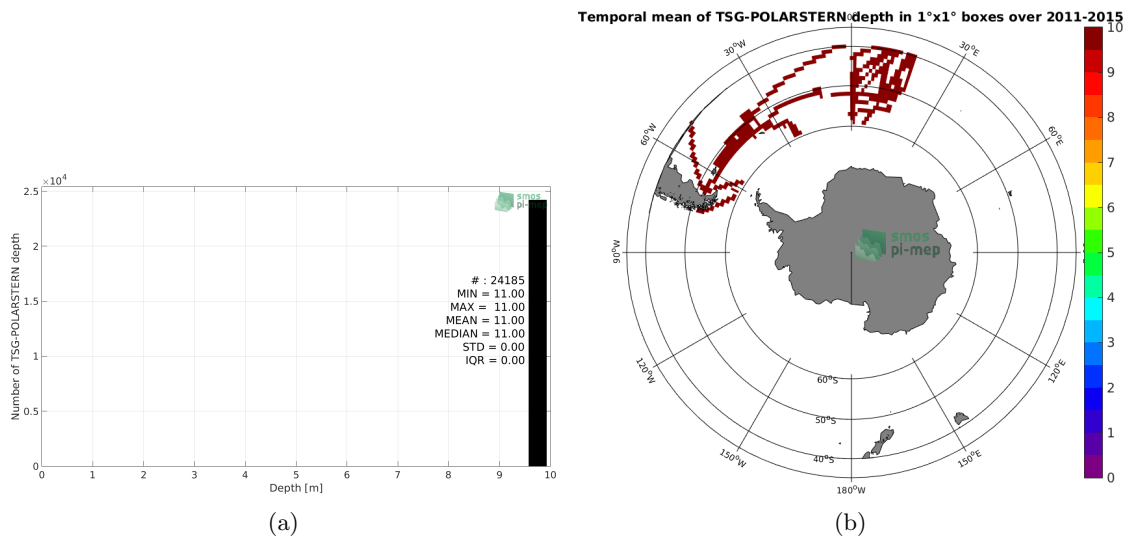 ×10⁴
2.5
2
1.5
1
0.5
0
Number of TSG-POLARSTERN depth
smos
pi-mep
# : 24185
MIN = 11.00
MAX = 11.00
MEAN = 11.00
MEDIAN = 11.00
STD = 0.00
IQR = 0.00
0 1 2 3 4 5 6 7 8 9 10
Depth [m]
(a)
Temporal mean of TSG-POLARSTERN depth in 1°x1° boxes over 2011-2015
30°W
30°E
60°W
60°E
90°W
smos
pi-mep
120°W
120°E
60°S
50°S
40°S
150°W
150°E
180°W
10
9
8
7
6
5
4
3
2
1
0
(b)